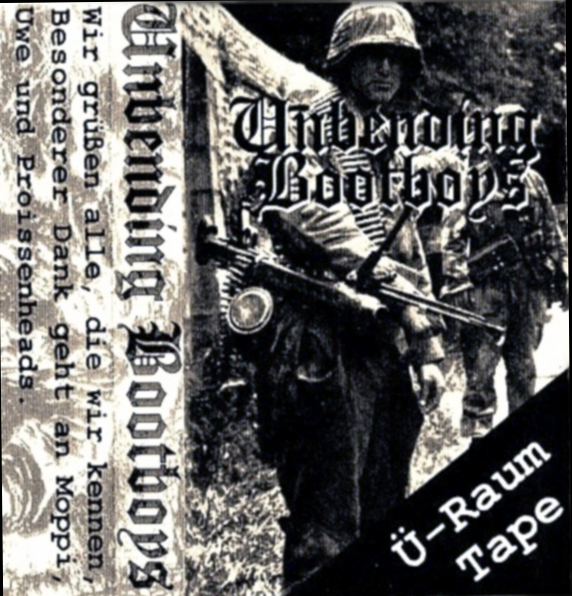 Unbending
Bootboys
Ü-Raum
Tape
Unbending Bootboys
Wir grüßen alle, die wir kennen,
Besonderer Dank geht an Moppi,
Uwe und Proissenheads.